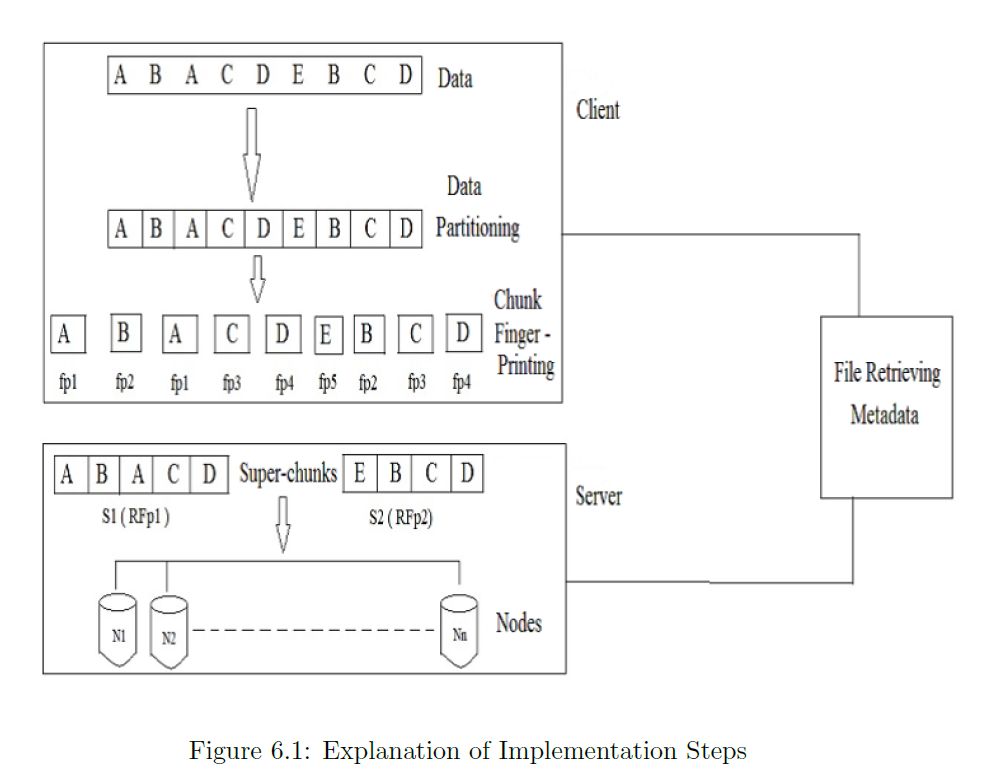 A B A C D E B C D Data
Client
Data
A B A C D E B C D Partitioning
Chunk
A B A C D E B C D Finger -
Printing
fp1 fp2 fp1 fp3 fp4 fp5 fp2 fp3 fp4
File Retrieving
Metadata
A B A C D Super-chunks E B C D
Server
S1 ( RFp1 ) S2 ( RFp2)
N1 N2 Nn Nodes
Figure 6.1: Explanation of Implementation Steps